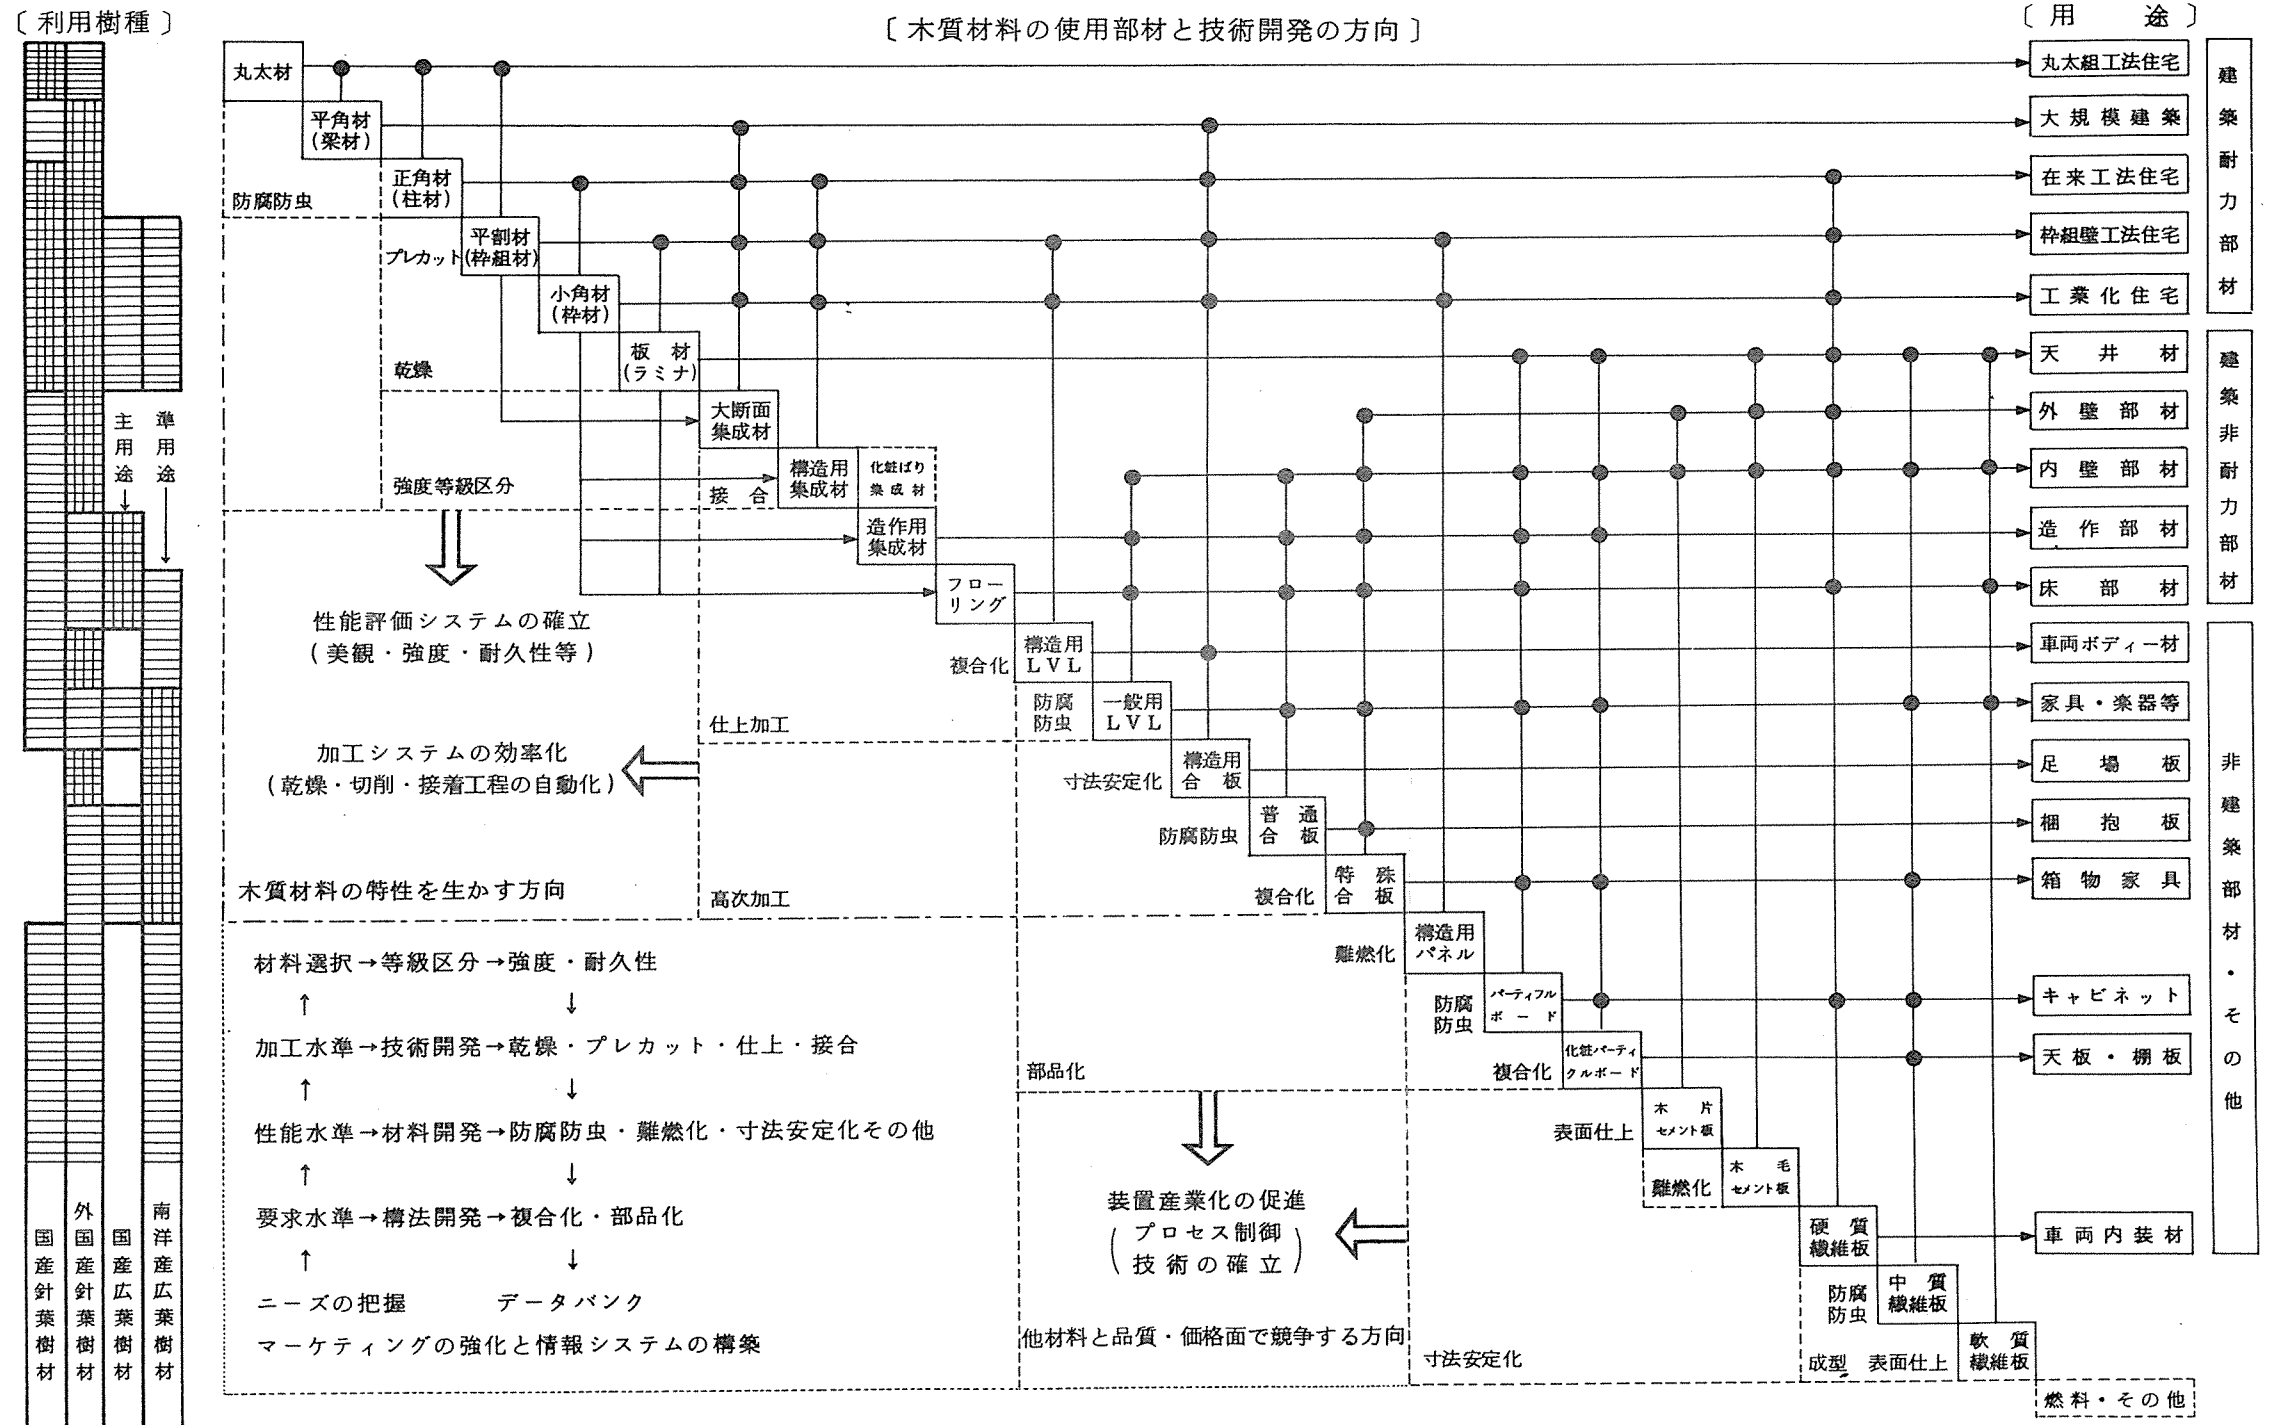 〔利用樹種〕
〔木質材料の使用部材と技術開発の方向〕
〔用途〕
丸太材
平角材
(梁材)
防腐防虫
正角材
(柱材)
プレカット
平割材
(枠組材)
小角材
(枠材)
乾燥
板材
(ラミナ)
大断面
集成材
強度等級区分
接合
構造用
集成材
化粧ばり
集成材
造作用
集成材
フロー
リング
複合化
構造用
LVL
仕上加工
防腐
防虫
一般用
LVL
寸法安定化
構造用
合板
防腐防虫
普通
合板
高次加工
複合化
特殊
合板
難燃化
構造用
パネル
防腐
防虫
パーティクル
ボード
部品化
複合化
化粧パーティ
クルボード
表面仕上
木片
セメント板
難燃化
木毛
セメント板
硬質
繊維板
防腐
防虫
中質
繊維板
寸法安定化
成型 表面仕上
軟質
繊維板
燃料・その他
丸太組工法住宅
大規模建築
在来工法住宅
枠組壁工法住宅
工業化住宅
天井材
外壁部材
内壁部材
造作部材
床部材
車両ボディー材
家具・楽器等
足場板
梱抱板
箱物家具
キャビネット
天板・棚板
車両内装材
建築耐力部材
建築非耐力部材
非建築部材・その他
主用途↓
準用途↓
国産針葉樹材
外国産針葉樹材
国産広葉樹材
南洋産広葉樹材
性能評価システムの確立
(美観・強度・耐久性等)
加工システムの効率化
(乾燥・切削・接着工程の自動化)
木質材料の特性を生かす方向
材料選択→等級区分→強度・耐久性
↑ ↓
加工水準→技術開発→乾燥・プレカット・仕上・接合
↑ ↓
性能水準→材料開発→防腐防虫・難燃化・寸法安定化その他
↑ ↓
要求水準→構法開発→複合化・部品化
↑ ↓
ニーズの把握 データバンク
マーケティングの強化と情報システムの構築
装置産業化の促進
(プロセス制御
技術の確立)
他材料と品質・価格面で競争する方向